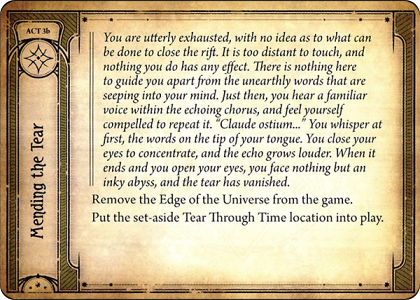 ACT 3b
Mending the Tear
You are utterly exhausted, with no idea as to what can
be done to close the rift. It is too distant to touch, and
nothing you do has any effect. There is nothing here
to guide you apart from the unearthly words that are
seeping into your mind. Just then, you hear a familiar
voice within the echoing chorus, and feel yourself
compelled to repeat it. “Claude ostium...” You whisper at
first, the words on the tip of your tongue. You close your
eyes to concentrate, and the echo grows louder. When it
ends and you open your eyes, you face nothing but an
inky abyss, and the tear has vanished.
Remove the Edge of the Universe from the game.
Put the set-aside Tear Through Time location into play.